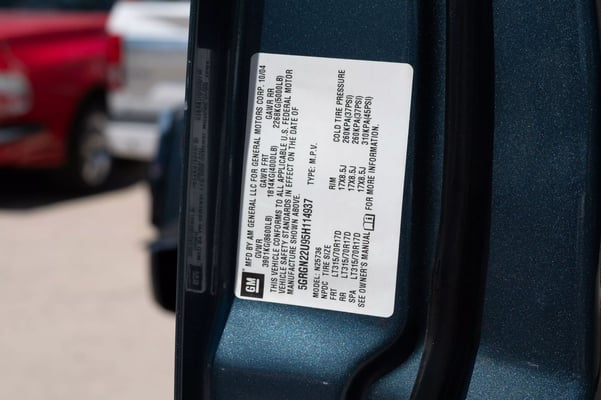 GM
MFD BY AM GENERAL LLC FOR GENERAL MOTORS CORP. 10/04
GVWR GAWR FRT GAWR RR
3901KG(8600LB) 1814KG(4000LB) 2268KG(5000LB)
THIS VEHICLE CONFORMS TO ALL APPLICABLE U.S. FEDERAL MOTOR
VEHICLE SAFETY STANDARDS IN EFFECT ON THE DATE OF
MANUFACTURE SHOWN ABOVE.
5GRGN22U95H114937 TYPE: M.P.V.
MODEL: N25736
NPDC TIRE SIZE RIM COLD TIRE PRESSURE
FRT LT315/70R17D 17X8.5J 260KPA(37PSI)
RR LT315/70R17D 17X8.5J 260KPA(37PSI)
SPA LT315/70R17D 17X8.5J 310KPA(45PSI)
SEE OWNER'S MANUAL FOR MORE INFORMATION.